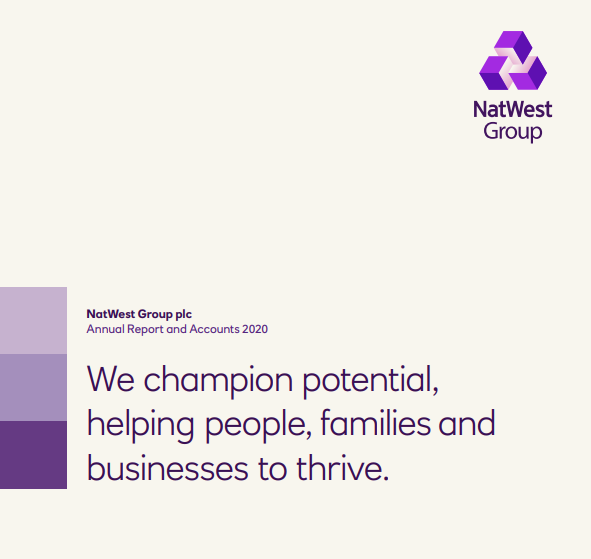 NatWest
Group
NatWest Group plc
Annual Report and Accounts 2020
We champion potential,
helping people, families and
businesses to thrive.